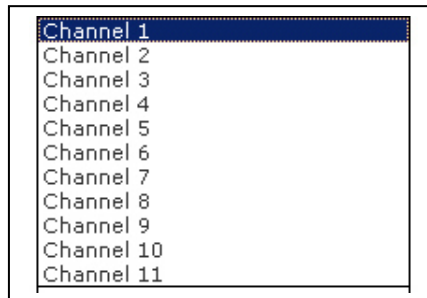 Channel 1
Channel 2
Channel 3
Channel 4
Channel 5
Channel 6
Channel 7
Channel 8
Channel 9
Channel 10
Channel 11